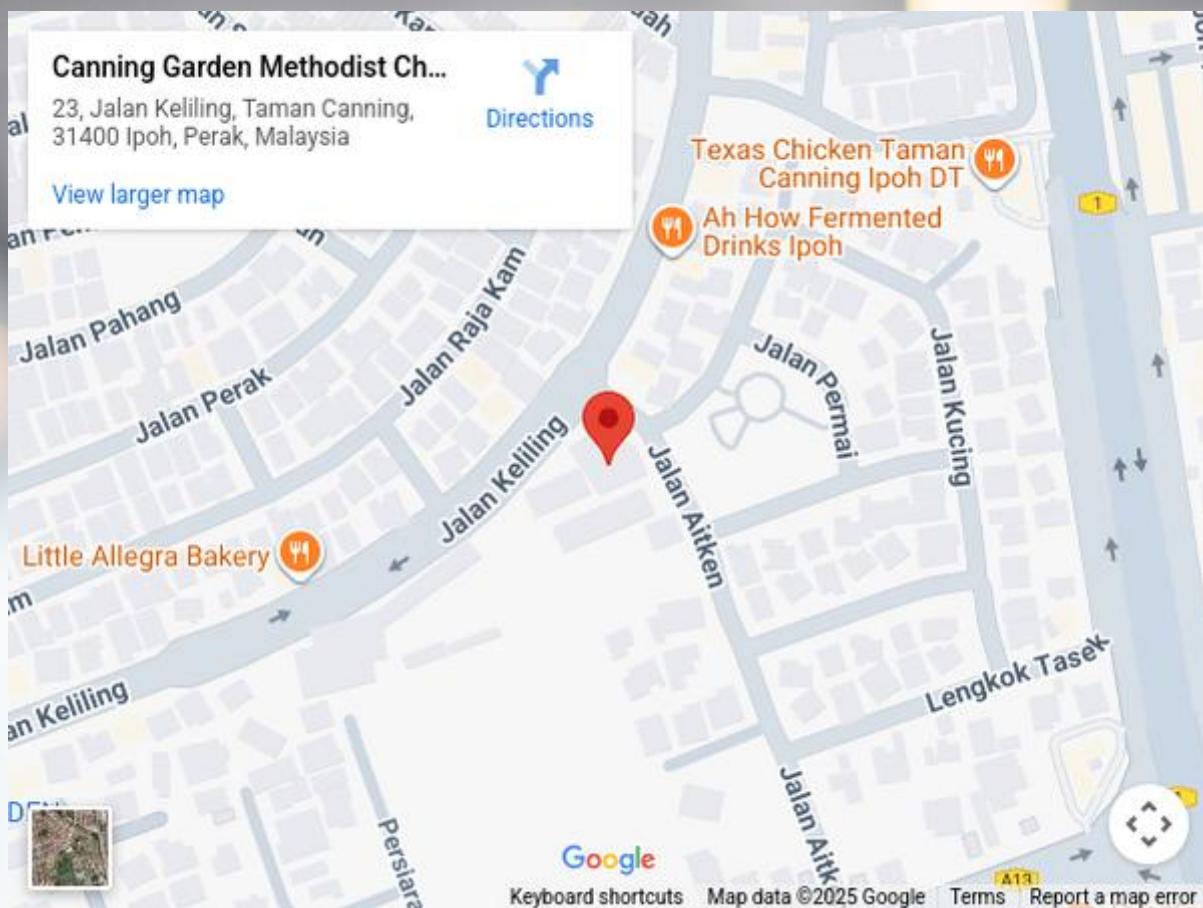 Canning Garden Methodist Ch...
23, Jalan Keliling, Taman Canning,
31400 Ipoh, Perak, Malaysia
Directions
View larger map
Texas Chicken Taman
Canning Ipoh DT
1
Ah How Fermented
Drinks Ipoh
Jalan Pahang
Jalan Raja Kam
Jalan Perak
Jalan Permai
Jalan Kucing
Jalan Keliling
Jalan Aitken
Little Allegra Bakery
Lengkok Tasek
an Keliling
Jalan Aitk
Persiara
Google
A13
Keyboard shortcuts
Map data ©2025 Google
Terms
Report a map error